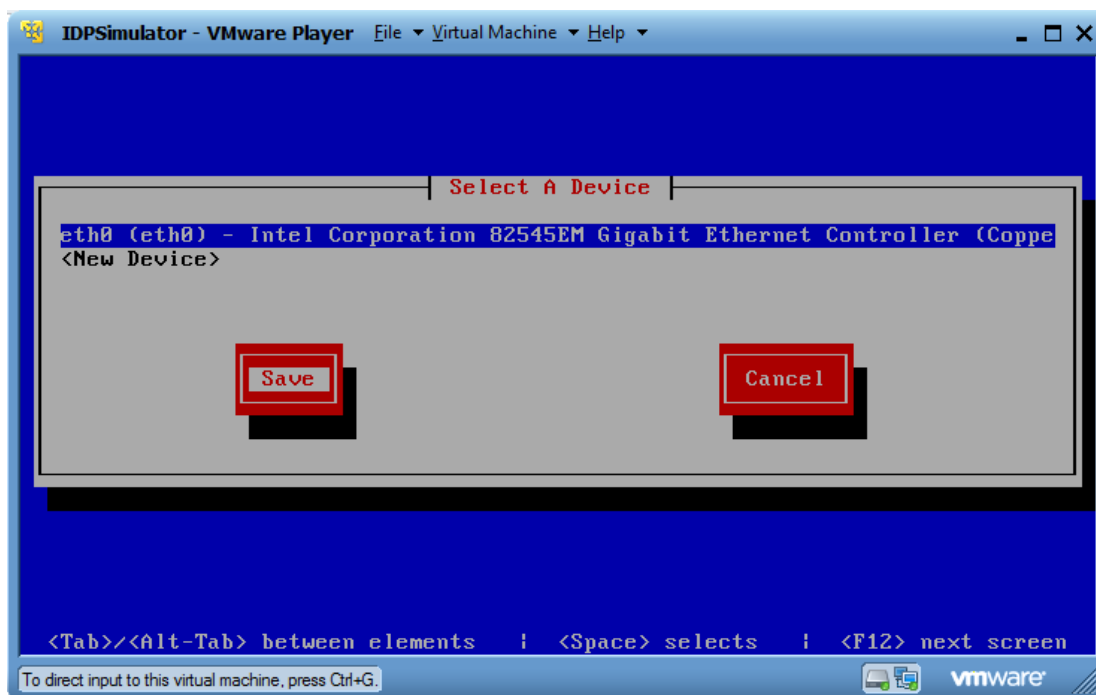 IDPSimulator - VMware Player File Virtual Machine Help
Select A Device
eth0 (eth0) - Intel Corporation 82545EM Gigabit Ethernet Controller (Coppe
<New Device>
Save Cancel
<Tab>/<Alt-Tab> between elements | <Space> selects | <F12> next screen
To direct input to this virtual machine, press Ctrl+G. vmware